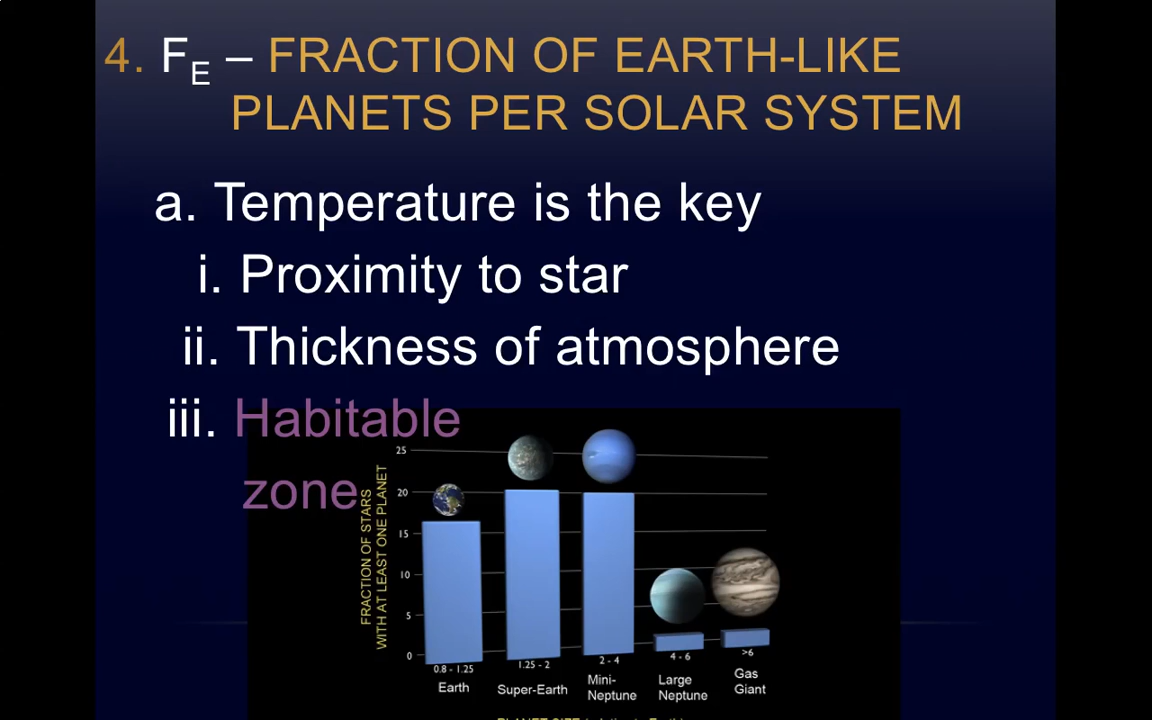 4. FE – FRACTION OF EARTH-LIKE
PLANETS PER SOLAR SYSTEM
a. Temperature is the key
i. Proximity to star
ii. Thickness of atmosphere
iii. Habitable
zone
FRACTION OF STARS
WITH AT LEAST ONE PLANET
25
20
15
10
5
0
0.8 - 1.25
1.25 - 2
2 - 4
4 - 6
>6
Earth
Super-Earth
Mini-
Neptune
Large
Neptune
Gas
Giant
PLANET SIZE